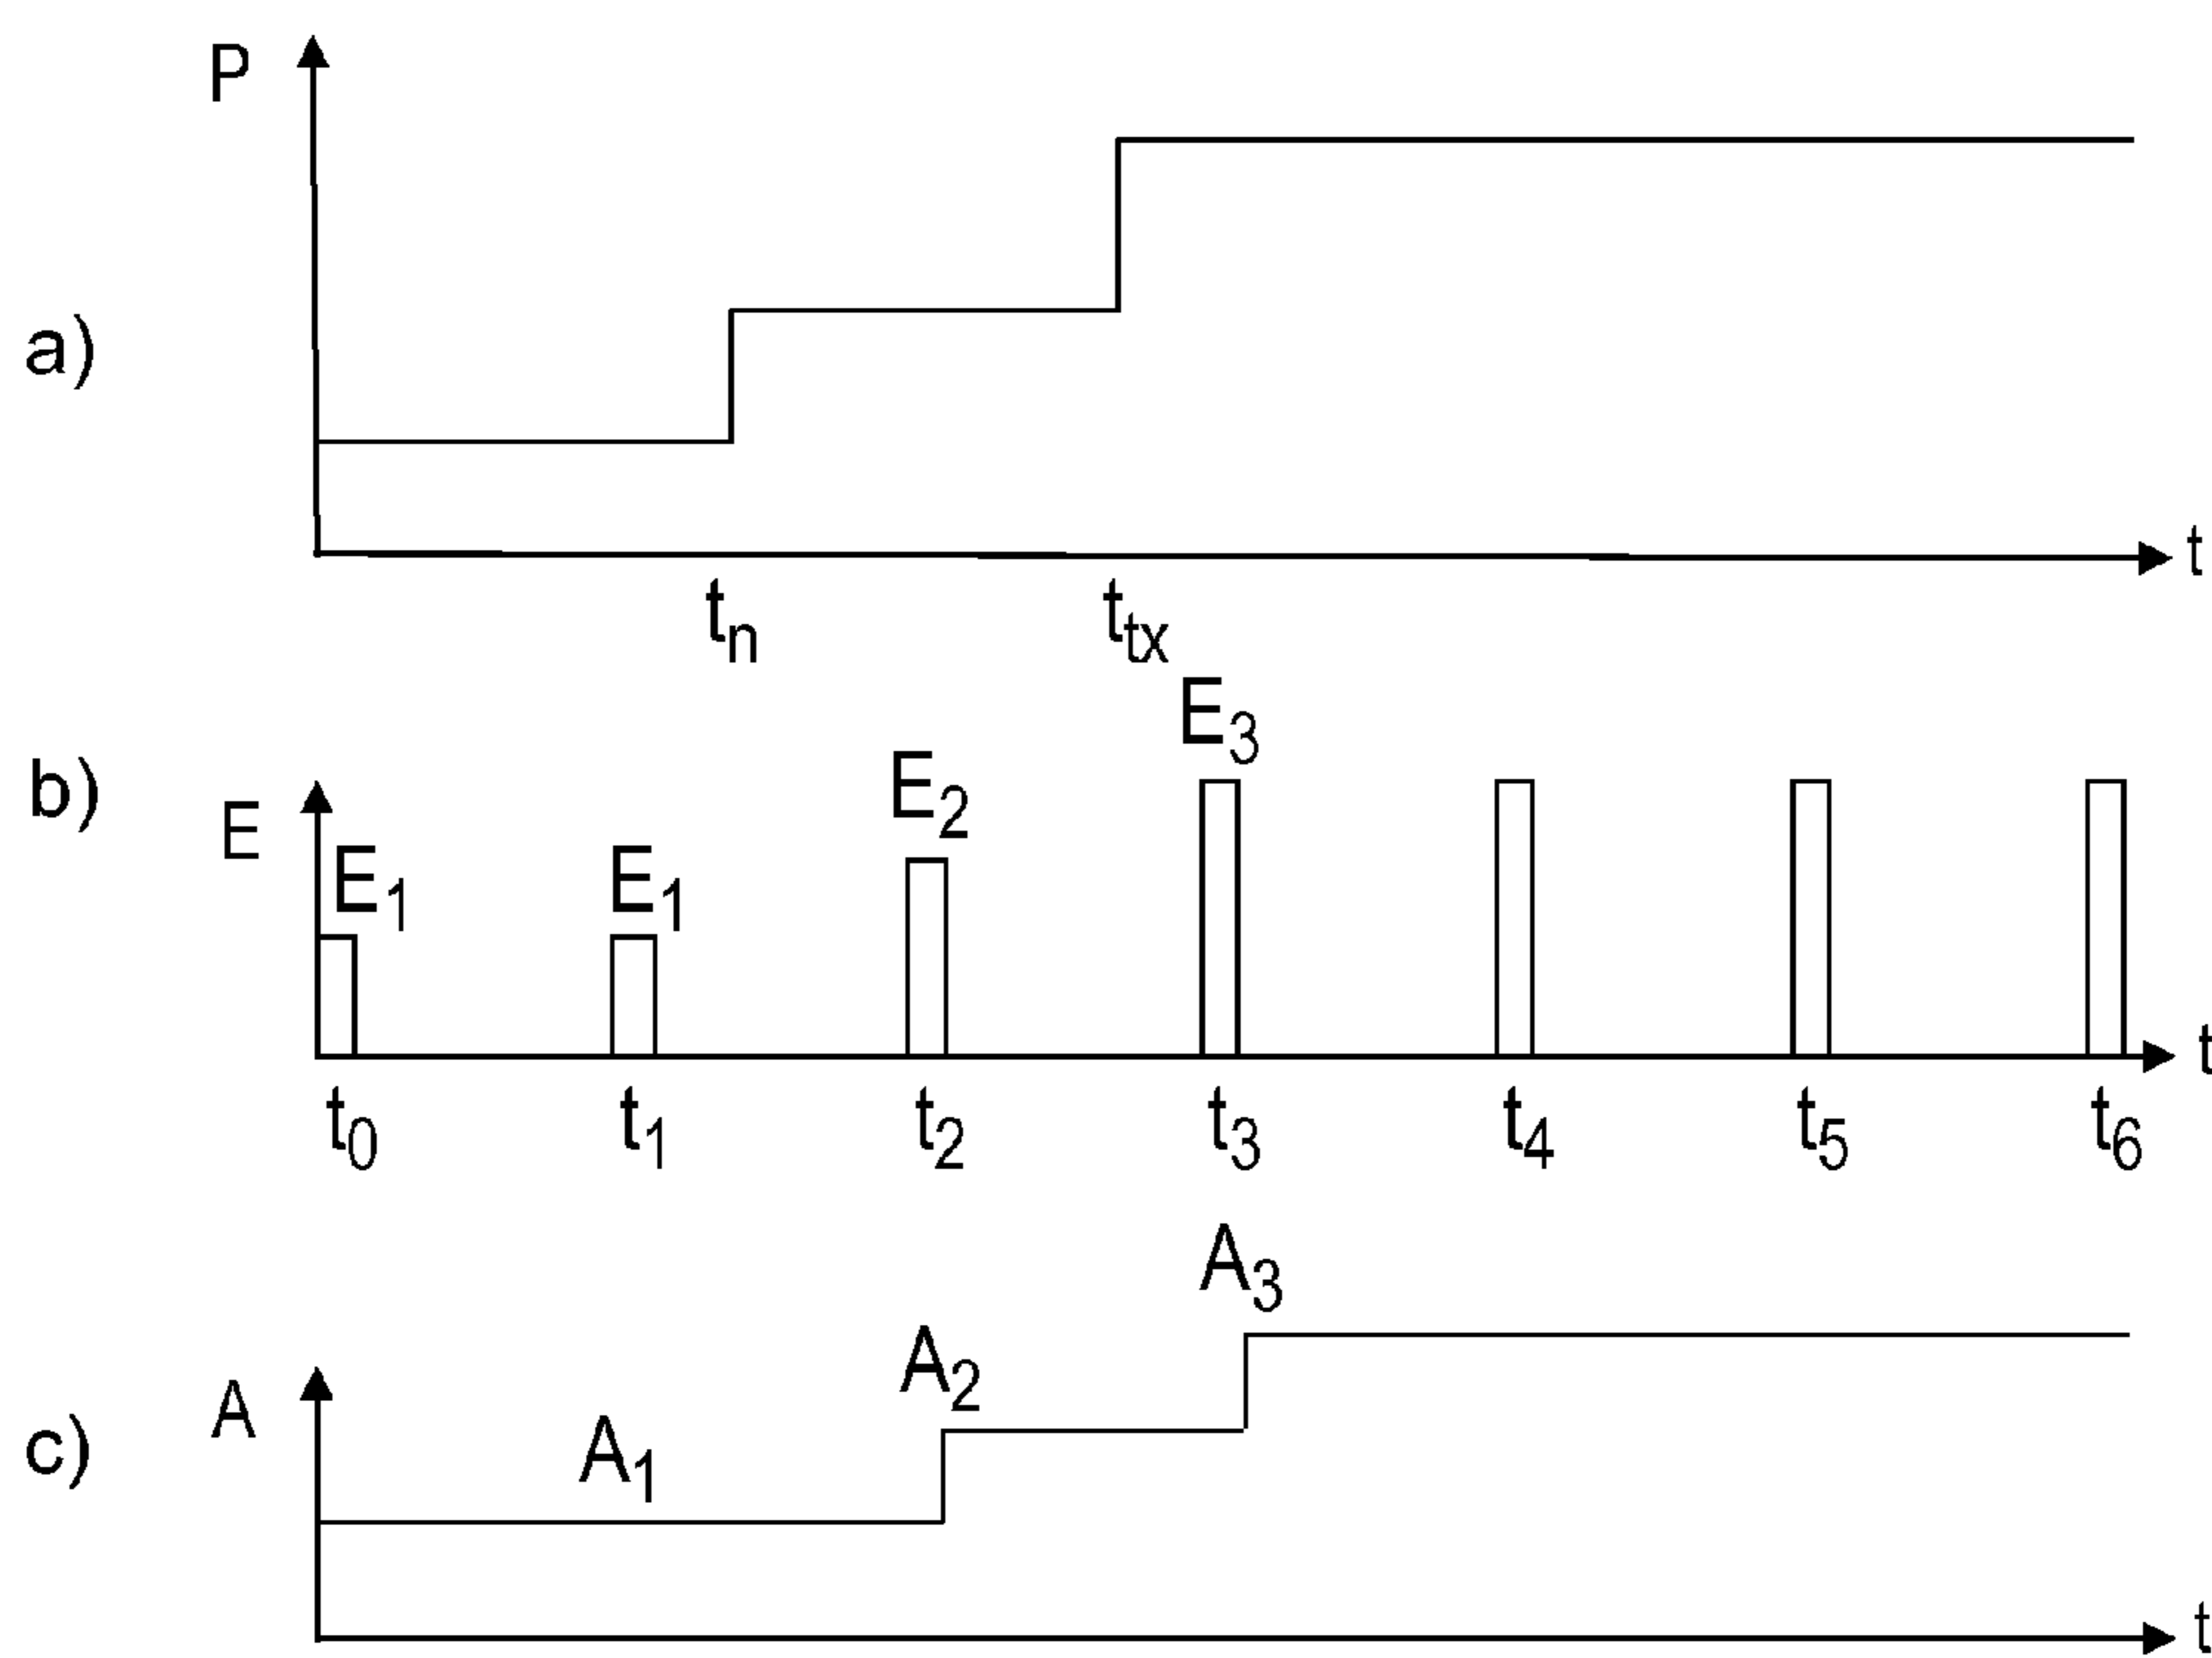 P
a)
t
tₙ tₜₓ
E₃
b) E₂
E E₁ E₁
t
t₀ t₁ t₂ t₃ t₄ t₅ t₆
A₃
A₂
A
c) A₁
t